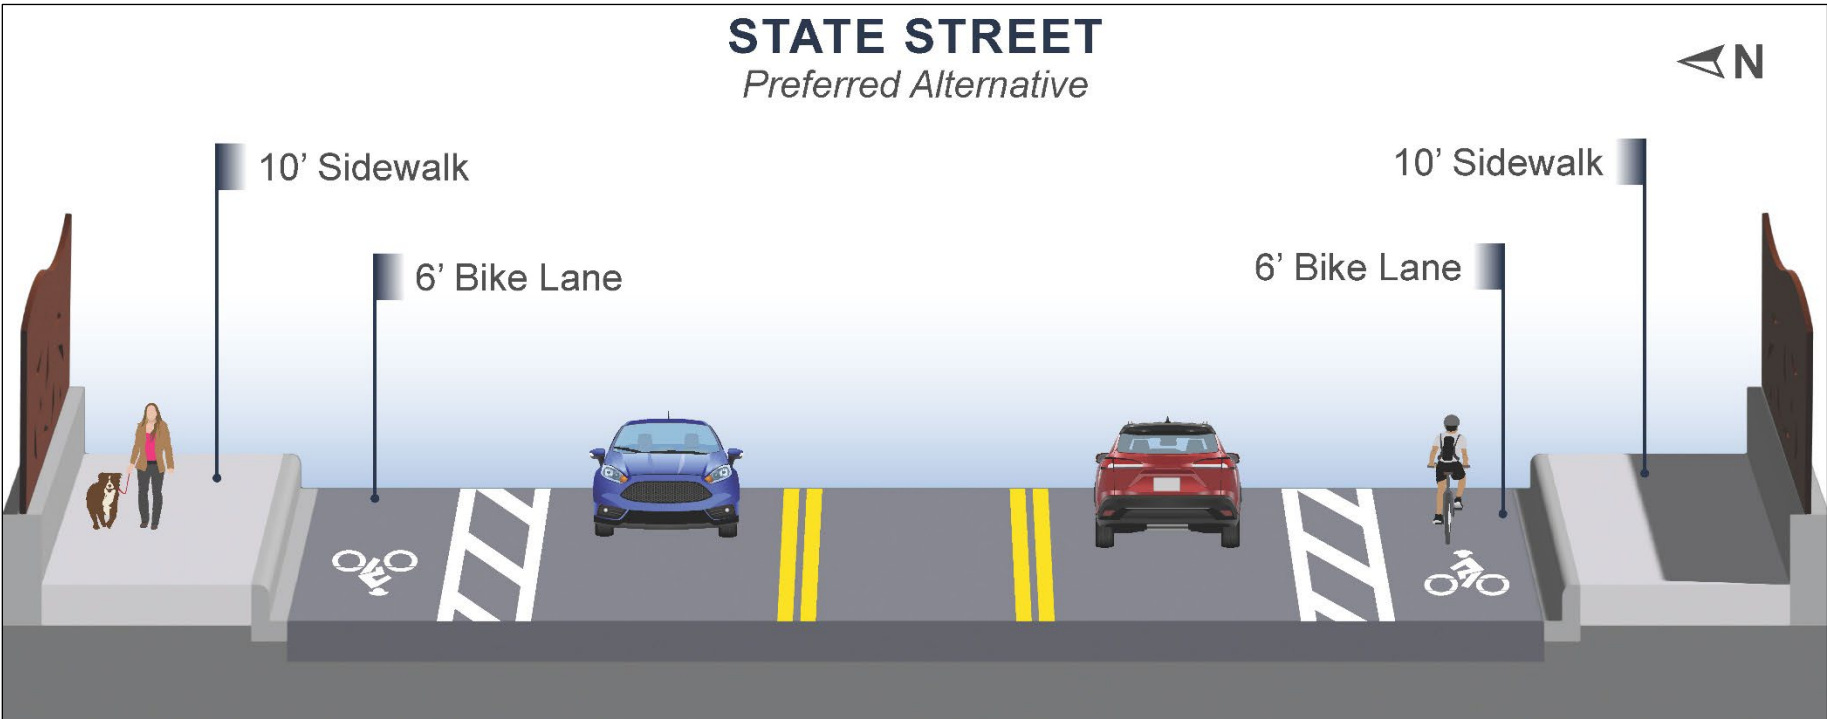 STATE STREET
Preferred Alternative
N
10’ Sidewalk
10’ Sidewalk
6’ Bike Lane
6’ Bike Lane